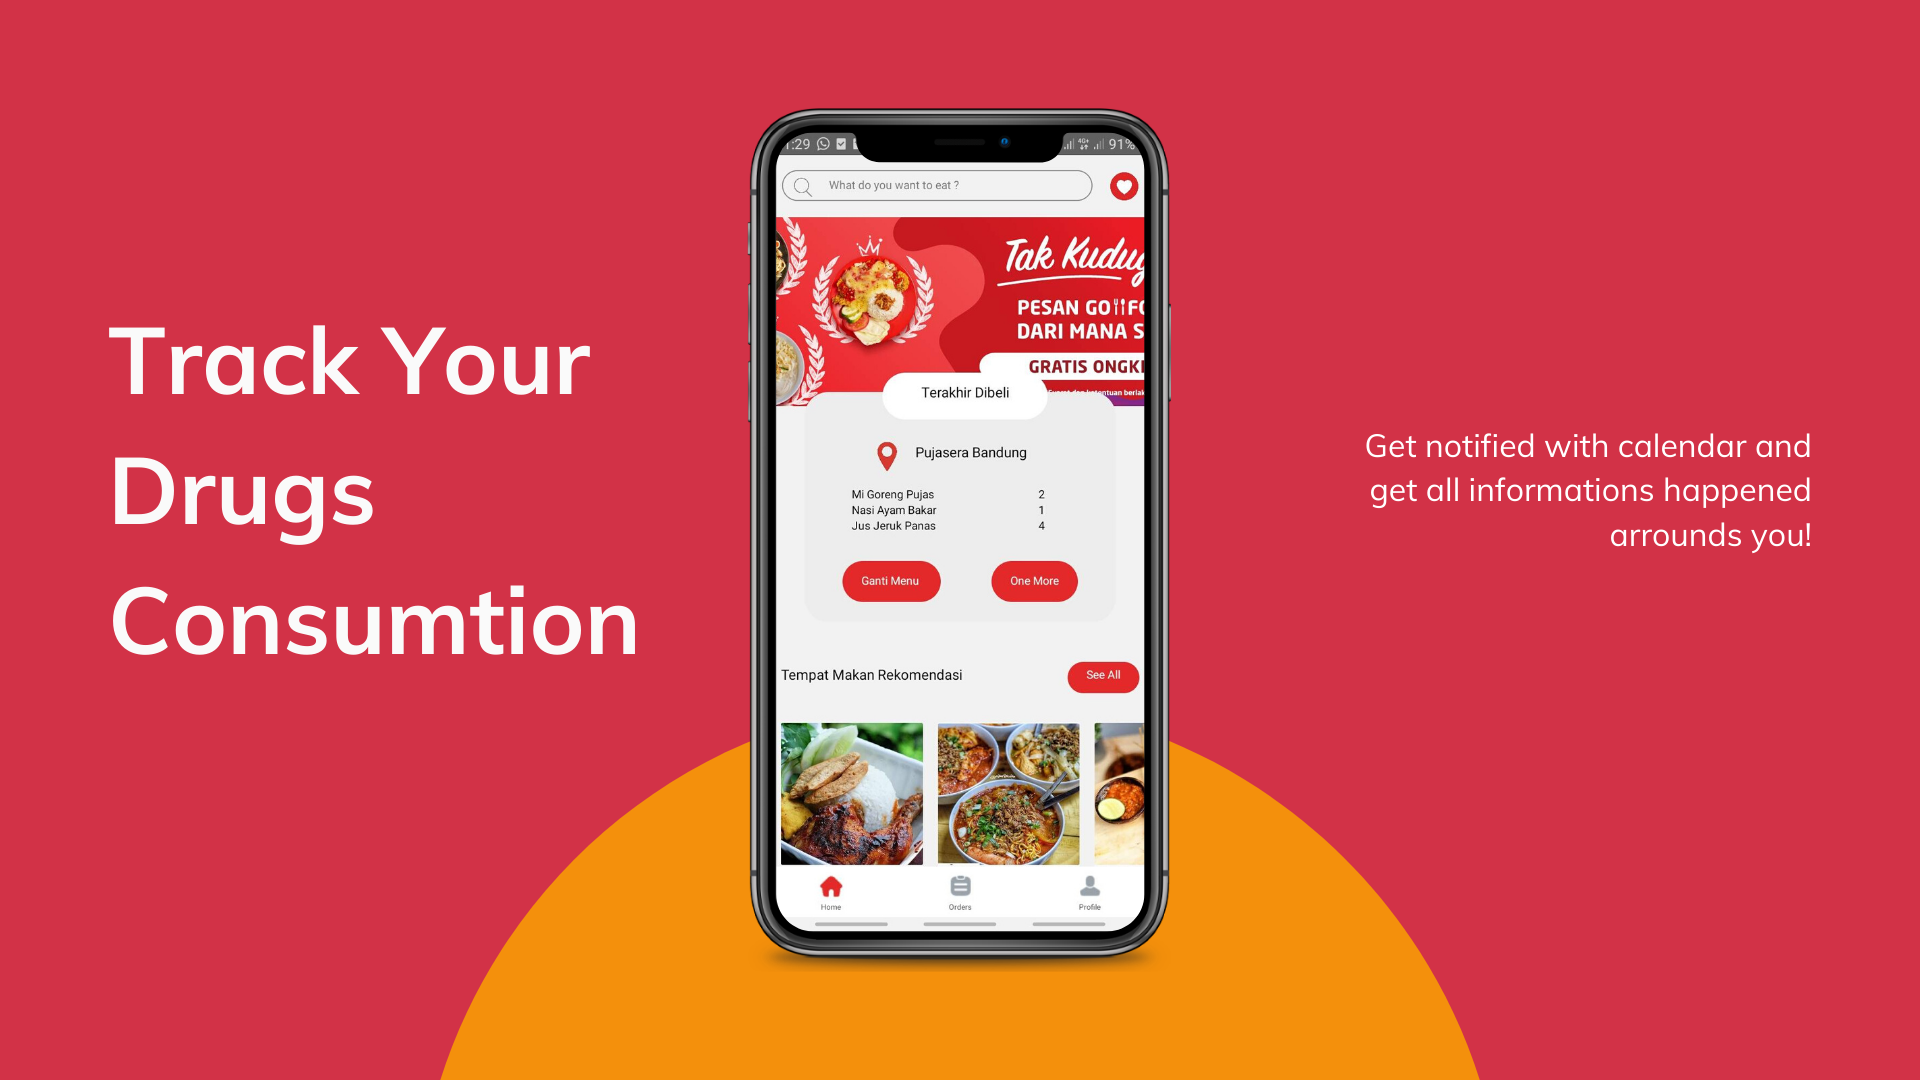 Track Your
Drugs
Consumtion
1:29
91%
What do you want to eat ?
Tak Kudu
PESAN GO FO
DARI MANA S
GRATIS ONGKI
Terakhir Dibeli
Pujasera Bandung
Mi Goreng Pujas 2
Nasi Ayam Bakar 1
Jus Jeruk Panas 4
Ganti Menu
One More
Tempat Makan Rekomendasi
See All
Home
Orders
Profile
Get notified with calendar and
get all informations happened
arrounds you!